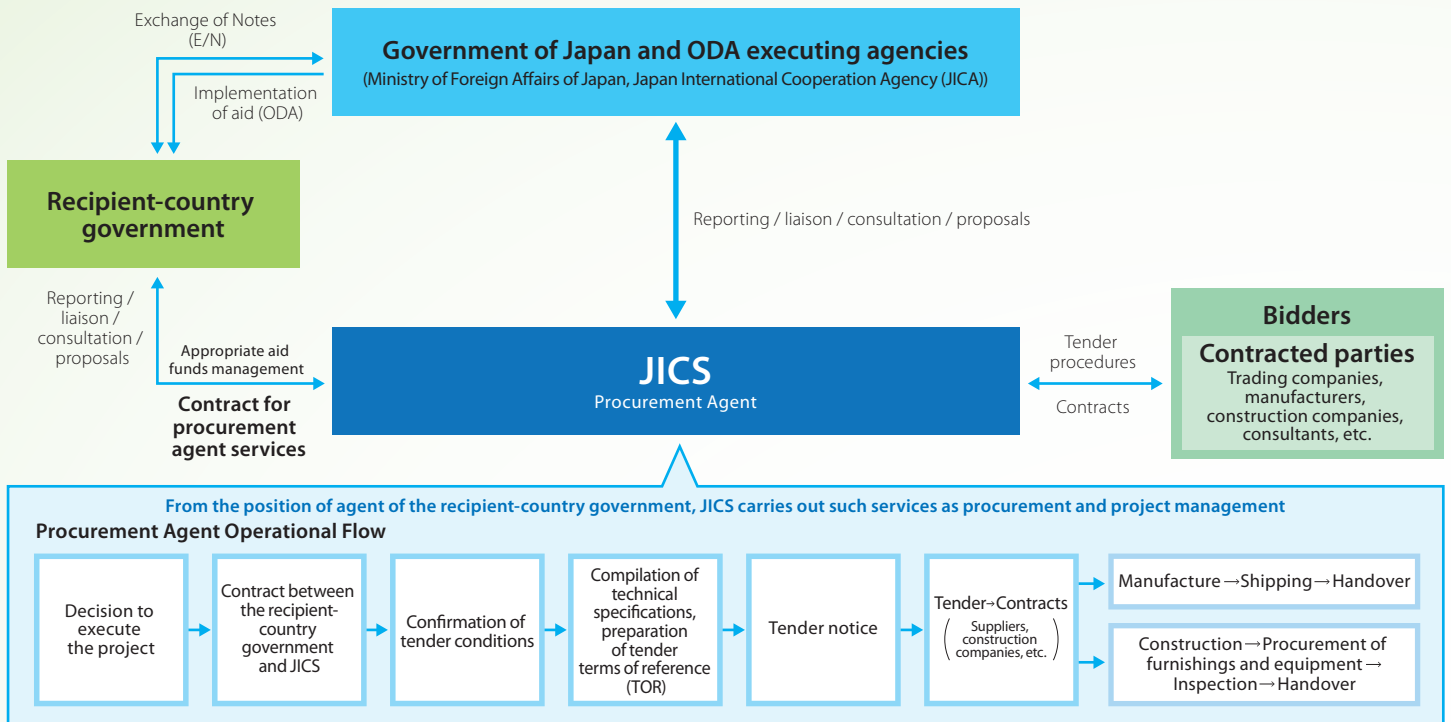 Exchange of Notes
(E/N)
Implementation
of aid (ODA)
Government of Japan and ODA executing agencies
(Ministry of Foreign Affairs of Japan, Japan International Cooperation Agency (JICA))
Recipient-country
government
Reporting / liaison / consultation / proposals
Reporting /
liaison /
consultation /
proposals
Appropriate aid
funds management
Contract for
procurement
agent services
JICS
Procurement Agent
Tender
procedures
Contracts
Bidders
Contracted parties
Trading companies,
manufacturers,
construction companies,
consultants, etc.
From the position of agent of the recipient-country government, JICS carries out such services as procurement and project management
Procurement Agent Operational Flow
Decision to
execute
the project
Contract between
the recipient-
country
government
and JICS
Confirmation of
tender conditions
Compilation of
technical
specifications,
preparation
of tender
terms of reference
(TOR)
Tender notice
Tender→Contracts
(Suppliers,
construction
companies, etc.)
Manufacture→Shipping→Handover
Construction→Procurement of
furnishings and equipment→
Inspection→Handover